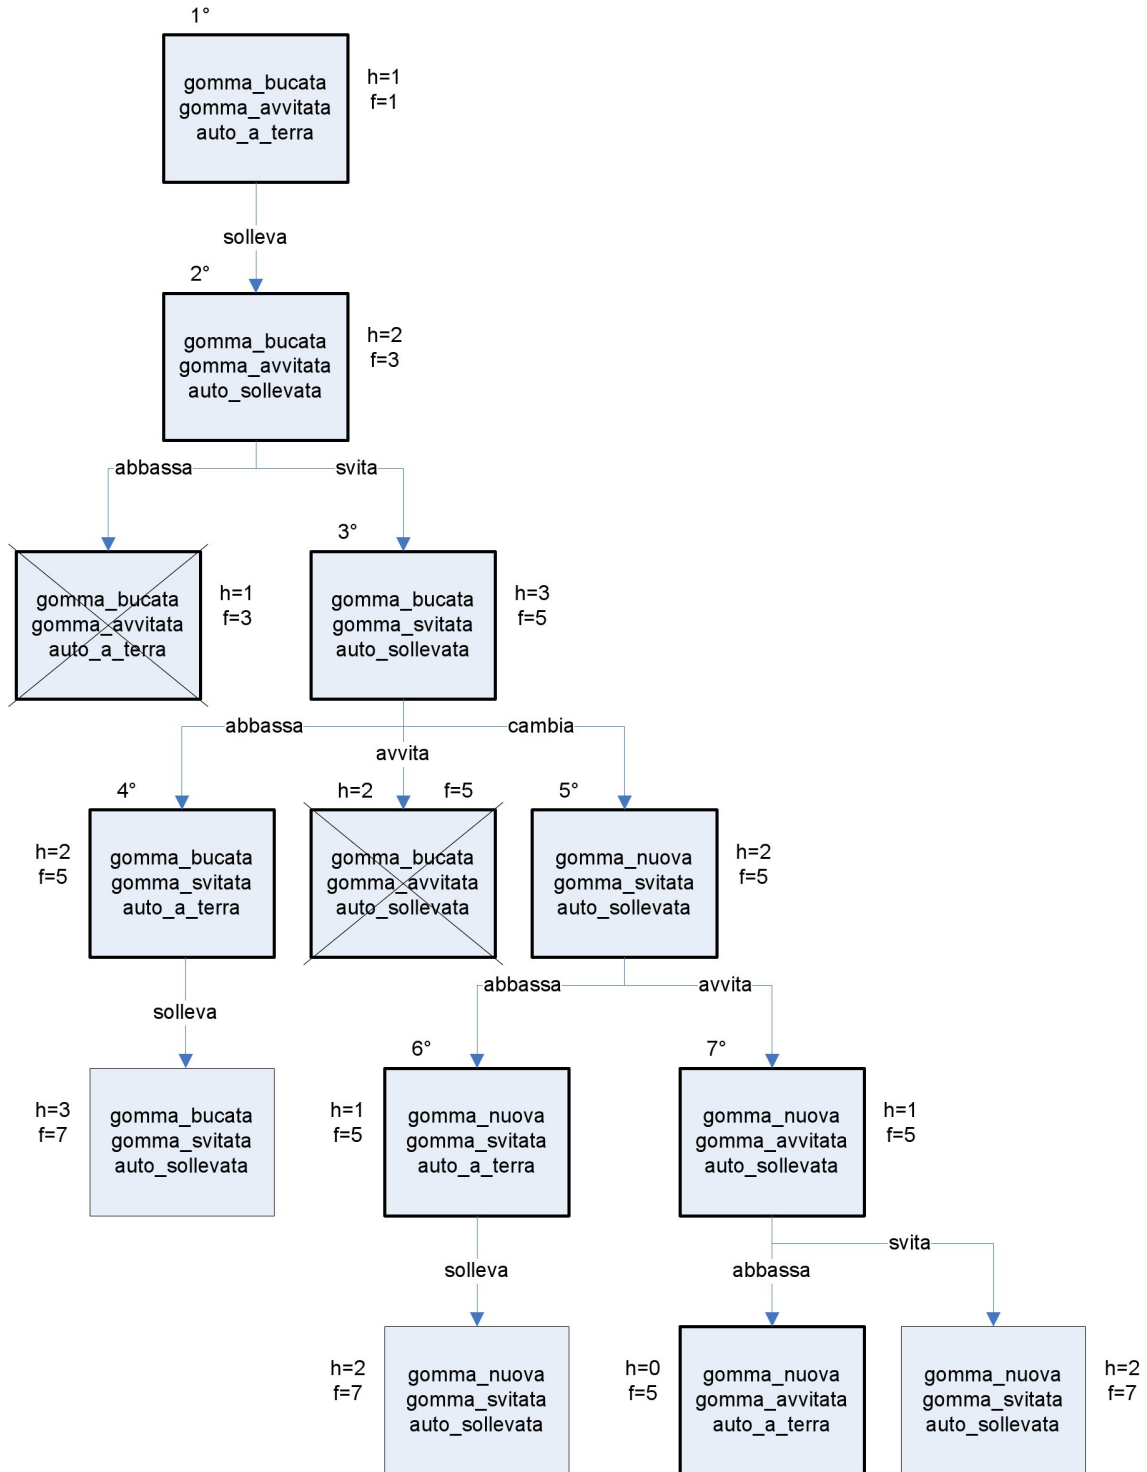 1°
gomma_bucata
gomma_avvitata
auto_a_terra
h=1
f=1
solleva
2°
gomma_bucata
gomma_avvitata
auto_sollevata
h=2
f=3
abbassa
svita
gomma_bucata
gomma_avvitata
auto_a_terra
h=1
f=3
3°
gomma_bucata
gomma_svitata
auto_sollevata
h=3
f=5
abbassa
avvita
cambia
4°
h=2
f=5
gomma_bucata
gomma_svitata
auto_a_terra
h=2 f=5
gomma_bucata
gomma_avvitata
auto_sollevata
5°
gomma_nuova
gomma_svitata
auto_sollevata
h=2
f=5
solleva
abbassa
avvita
h=3
f=7
gomma_bucata
gomma_svitata
auto_sollevata
6°
h=1
f=5
gomma_nuova
gomma_svitata
auto_a_terra
7°
gomma_nuova
gomma_avvitata
auto_sollevata
h=1
f=5
solleva
abbassa
svita
h=2
f=7
gomma_nuova
gomma_svitata
auto_sollevata
h=0
f=5
gomma_nuova
gomma_avvitata
auto_a_terra
gomma_nuova
gomma_svitata
auto_sollevata
h=2
f=7